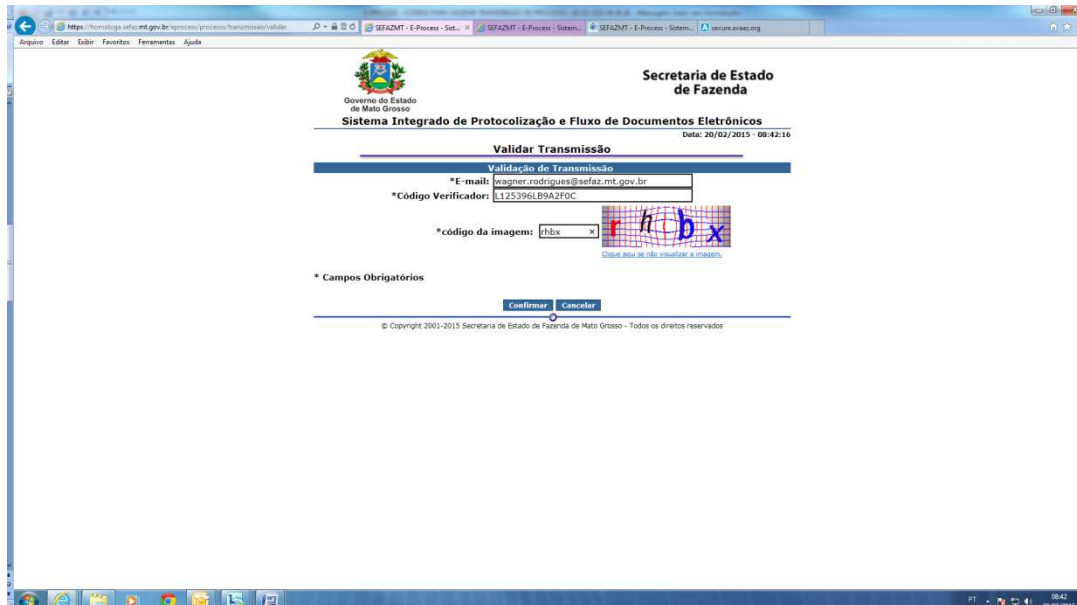 https://homologa.sefaz.mt.gov.br/eprocess/processo/transmissao/validar
SEFAZMT - E-Process - Sist...
SEFAZMT - E-Process - Sistem...
SEFAZMT - E-Process - Sistem...
secure.evaac.org
Arquivo Editar Exibir Favoritos Ferramentas Ajuda
Governo do Estado
de Mato Grosso
Secretaria de Estado
de Fazenda
Sistema Integrado de Protocolização e Fluxo de Documentos Eletrônicos
Data: 20/02/2015 - 08:42:16
Validar Transmissão
Validação de Transmissão
*E-mail: wagner.rodrigues@sefaz.mt.gov.br
*Código Verificador: L125396LB9A2F0C
*código da imagem: rhbx
r h b x
Clique aqui se não visualizar a imagem.
* Campos Obrigatórios
Confirmar Cancelar
© Copyright 2001-2015 Secretaria de Estado de Fazenda de Mato Grosso - Todos os direitos reservados
PT
08:42